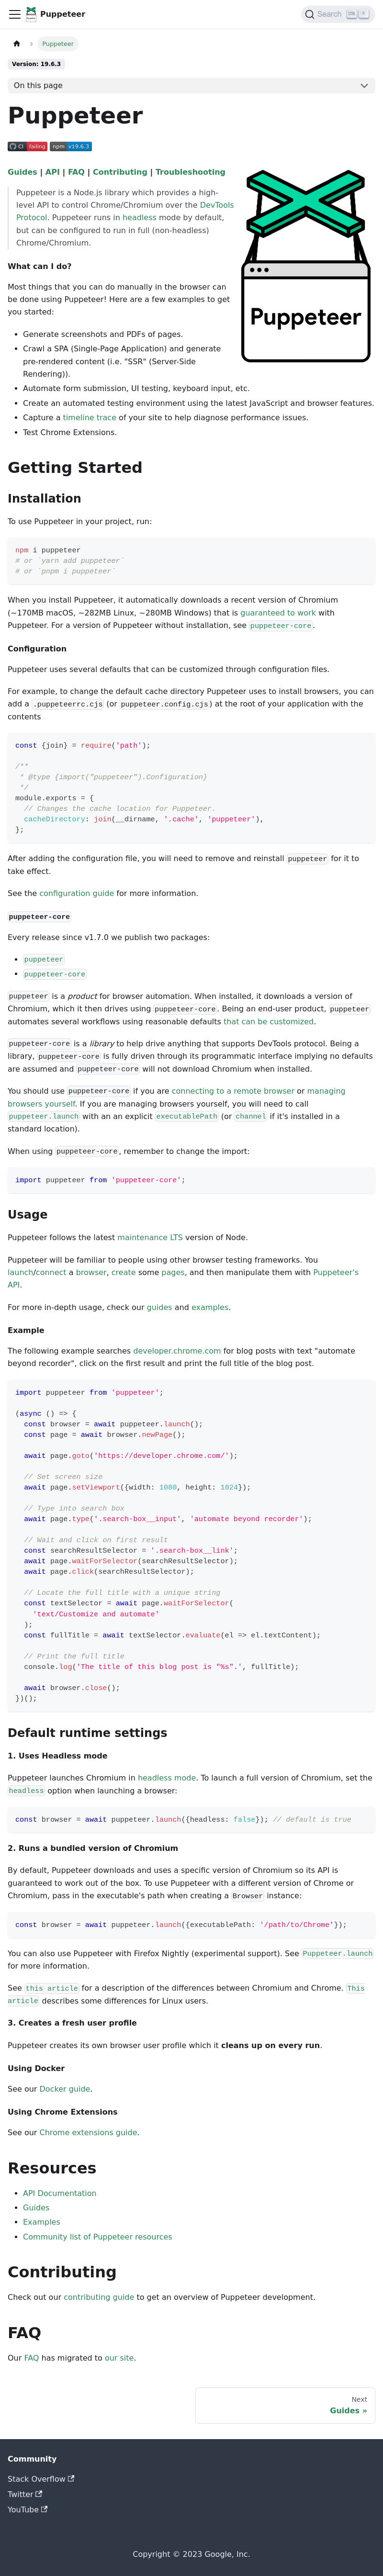 Puppeteer
Search
Puppeteer
Version: 19.6.3
On this page
Puppeteer
CI failing npm v19.6.3
Guides | API | FAQ | Contributing | Troubleshooting
Puppeteer is a Node.js library which provides a high-
level API to control Chrome/Chromium over the DevTools
Protocol. Puppeteer runs in headless mode by default,
but can be configured to run in full (non-headless)
Chrome/Chromium.
Puppeteer
What can I do?
Most things that you can do manually in the browser can
be done using Puppeteer! Here are a few examples to get
you started:
• Generate screenshots and PDFs of pages.
• Crawl a SPA (Single-Page Application) and generate
pre-rendered content (i.e. "SSR" (Server-Side
Rendering)).
• Automate form submission, UI testing, keyboard input, etc.
• Create an automated testing environment using the latest JavaScript and browser features.
• Capture a timeline trace of your site to help diagnose performance issues.
• Test Chrome Extensions.
Getting Started
Installation
To use Puppeteer in your project, run:
npm i puppeteer
# or `yarn add puppeteer`
# or `pnpm i puppeteer`
When you install Puppeteer, it automatically downloads a recent version of Chromium
(~170MB macOS, ~282MB Linux, ~280MB Windows) that is guaranteed to work with
Puppeteer. For a version of Puppeteer without installation, see puppeteer-core.
Configuration
Puppeteer uses several defaults that can be customized through configuration files.
For example, to change the default cache directory Puppeteer uses to install browsers, you can
add a .puppeteerrc.cjs (or puppeteer.config.cjs) at the root of your application with the
contents
const {join} = require('path');
/**
* @type {import("puppeteer").Configuration}
*/
module.exports = {
// Changes the cache location for Puppeteer.
cacheDirectory: join(__dirname, '.cache', 'puppeteer'),
};
After adding the configuration file, you will need to remove and reinstall puppeteer for it to
take effect.
See the configuration guide for more information.
puppeteer-core
Every release since v1.7.0 we publish two packages:
• puppeteer
• puppeteer-core
puppeteer is a product for browser automation. When installed, it downloads a version of
Chromium, which it then drives using puppeteer-core. Being an end-user product, puppeteer
automates several workflows using reasonable defaults that can be customized.
puppeteer-core is a library to help drive anything that supports DevTools protocol. Being a
library, puppeteer-core is fully driven through its programmatic interface implying no defaults
are assumed and puppeteer-core will not download Chromium when installed.
You should use puppeteer-core if you are connecting to a remote browser or managing
browsers yourself. If you are managing browsers yourself, you will need to call
puppeteer.launch with an an explicit executablePath (or channel if it's installed in a
standard location).
When using puppeteer-core, remember to change the import:
import puppeteer from 'puppeteer-core';
Usage
Puppeteer follows the latest maintenance LTS version of Node.
Puppeteer will be familiar to people using other browser testing frameworks. You
launch/connect a browser, create some pages, and then manipulate them with Puppeteer's
API.
For more in-depth usage, check our guides and examples.
Example
The following example searches developer.chrome.com for blog posts with text "automate
beyond recorder", click on the first result and print the full title of the blog post.
import puppeteer from 'puppeteer';
(async () => {
const browser = await puppeteer.launch();
const page = await browser.newPage();
await page.goto('https://developer.chrome.com/');
// Set screen size
await page.setViewport({width: 1080, height: 1024});
// Type into search box
await page.type('.search-box__input', 'automate beyond recorder');
// Wait and click on first result
const searchResultSelector = '.search-box__link';
await page.waitForSelector(searchResultSelector);
await page.click(searchResultSelector);
// Locate the full title with a unique string
const textSelector = await page.waitForSelector(
'text/Customize and automate'
);
const fullTitle = await textSelector.evaluate(el => el.textContent);
// Print the full title
console.log('The title of this blog post is "%s".', fullTitle);
await browser.close();
})();
Default runtime settings
1. Uses Headless mode
Puppeteer launches Chromium in headless mode. To launch a full version of Chromium, set the
headless option when launching a browser:
const browser = await puppeteer.launch({headless: false}); // default is true
2. Runs a bundled version of Chromium
By default, Puppeteer downloads and uses a specific version of Chromium so its API is
guaranteed to work out of the box. To use Puppeteer with a different version of Chrome or
Chromium, pass in the executable's path when creating a Browser instance:
const browser = await puppeteer.launch({executablePath: '/path/to/Chrome'});
You can also use Puppeteer with Firefox Nightly (experimental support). See Puppeteer.launch
for more information.
See this article for a description of the differences between Chromium and Chrome. This
article describes some differences for Linux users.
3. Creates a fresh user profile
Puppeteer creates its own browser user profile which it cleans up on every run.
Using Docker
See our Docker guide.
Using Chrome Extensions
See our Chrome extensions guide.
Resources
• API Documentation
• Guides
• Examples
• Community list of Puppeteer resources
Contributing
Check out our contributing guide to get an overview of Puppeteer development.
FAQ
Our FAQ has migrated to our site.
Next
Guides »
Community
Stack Overflow
Twitter
YouTube
Copyright © 2023 Google, Inc.